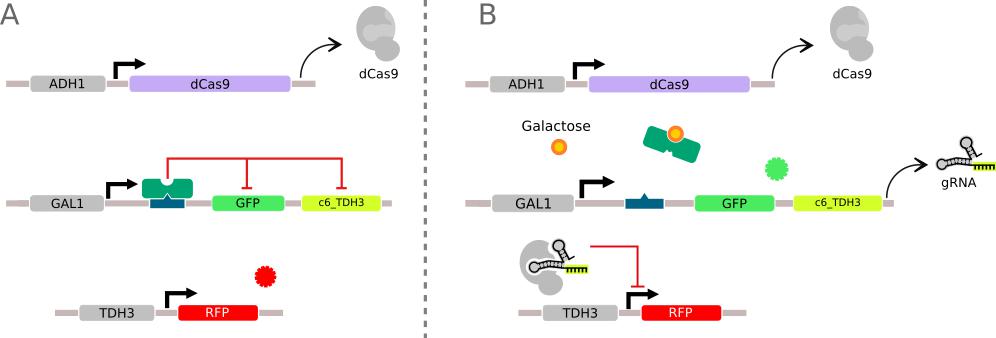 A
ADH1
dCas9
dCas9
GAL1
GFP
c6_TDH3
TDH3
RFP
B
ADH1
dCas9
dCas9
Galactose
gRNA
GAL1
GFP
c6_TDH3
TDH3
RFP